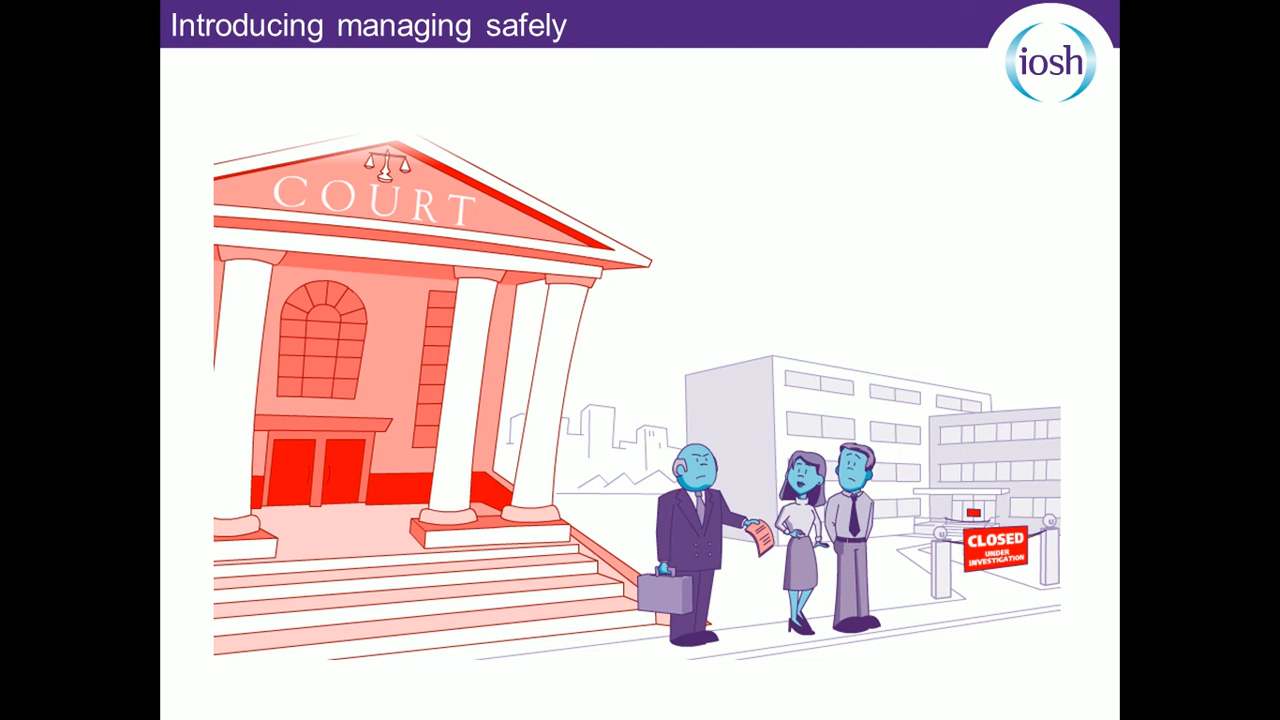 Introducing managing safely
iosh
COURT
CLOSED
UNDER
INVESTIGATION